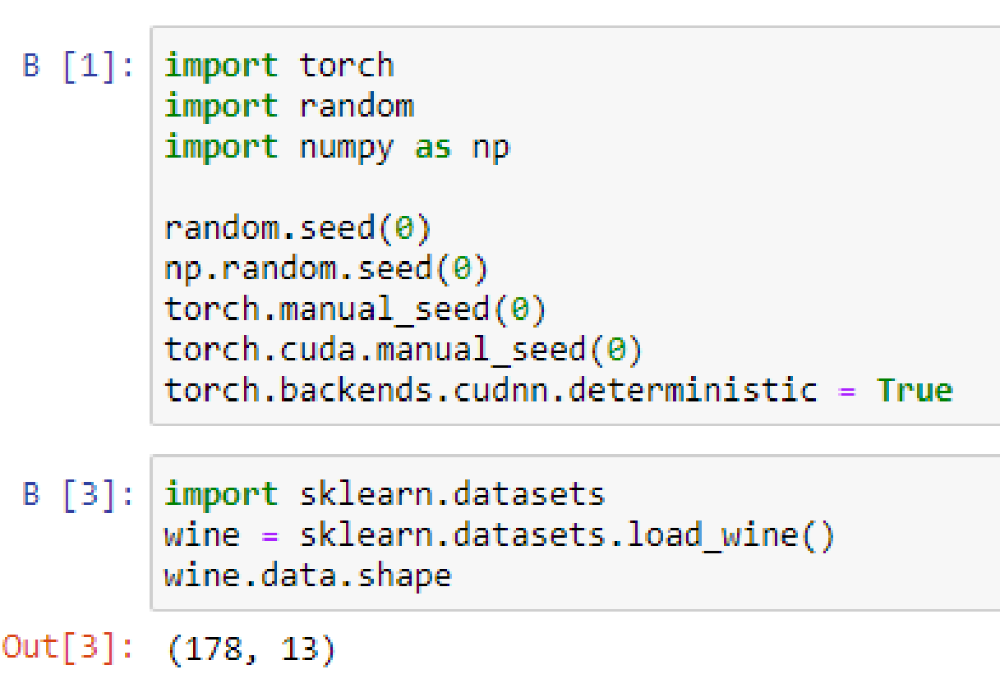 B [1]: import torch
import random
import numpy as np
random.seed(0)
np.random.seed(0)
torch.manual_seed(0)
torch.cuda.manual_seed(0)
torch.backends.cudnn.deterministic = True
B [3]: import sklearn.datasets
wine = sklearn.datasets.load_wine()
wine.data.shape
Out[3]: (178, 13)